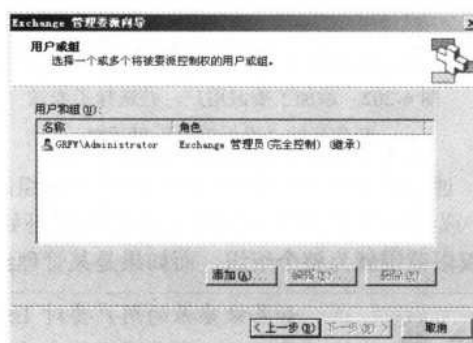 Exchange 管理委派向导
用户或组
选择一个或多个将被委派控制权的用户或组。
用户和组(U):
名称 角色
GRFW\Administrator Exchange 管理员(完全控制) (继承)
添加(A)... 编辑(E)... 删除(R)...
< 上一步(B) 下一步(N) > 取消